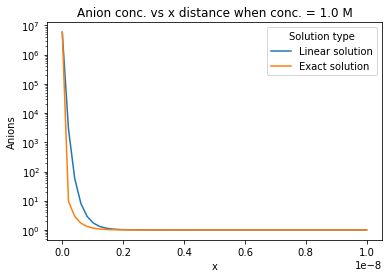 Anion conc. vs x distance when conc. = 1.0 M
Solution type
Linear solution
Exact solution
Anions
10^7
10^6
10^5
10^4
10^3
10^2
10^1
10^0
0.0 0.2 0.4 0.6 0.8 1.0
1e−8
x